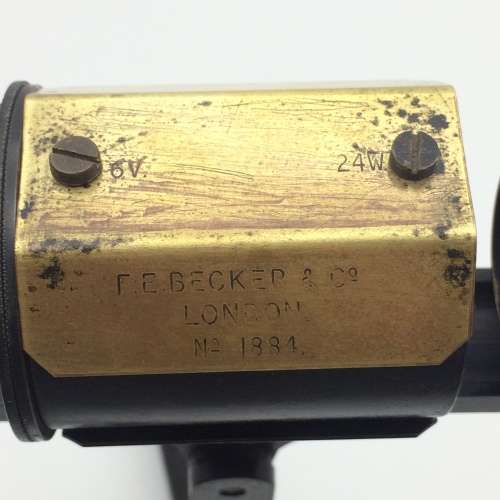 6V. 24W
F.E. BECKER & Co
LONDON.
No 1884.